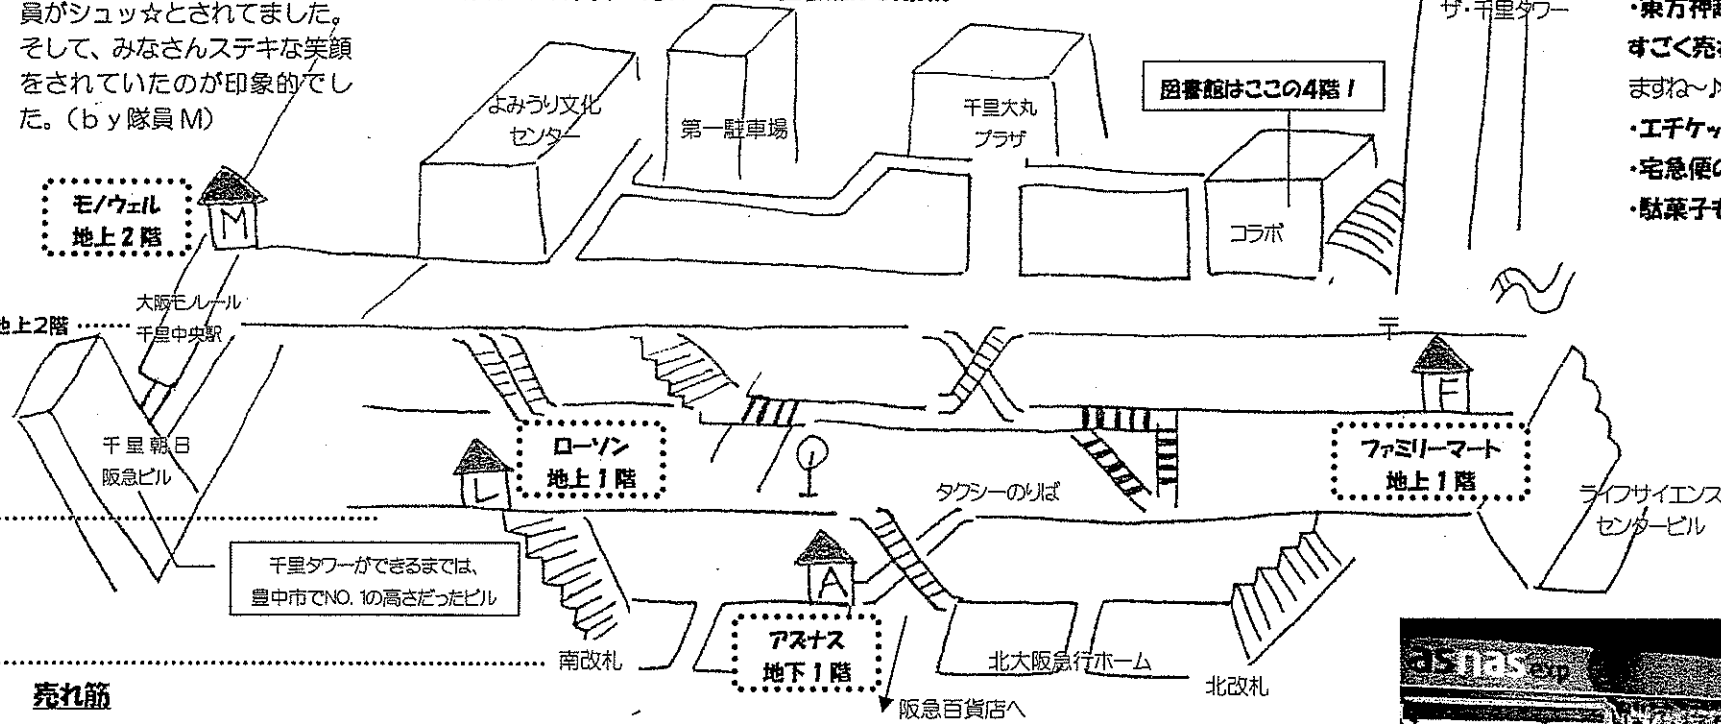 員がシュッ☆とされてました。
そして、みなさんステキな笑顔
をされていたのが印象的でし
た。（ｂｙ隊員Ｍ）
ザ・千里タワー
・東方神
すごく売
ますね～♪
・エチケッ
・宅急便の
・駄菓子も
よみうり文化
センター
第一駐車場
千里大丸
プラザ
図書館はここの4階！
コラボ
モノウェル
地上２階
M
大阪モノレール
千里中央駅
地上2階
〒
F
ファミリーマート
地上１階
千里朝日
阪急ビル
ローソン
地上１階
L
タクシーのりば
ライフサイエンス
センタービル
千里タワーができるまでは、
豊中市でNO.1の高さだったビル
A
アズナス
地下１階
南改札
北大阪急行ホーム
北改札
阪急百貨店へ
asnas exp
売れ筋